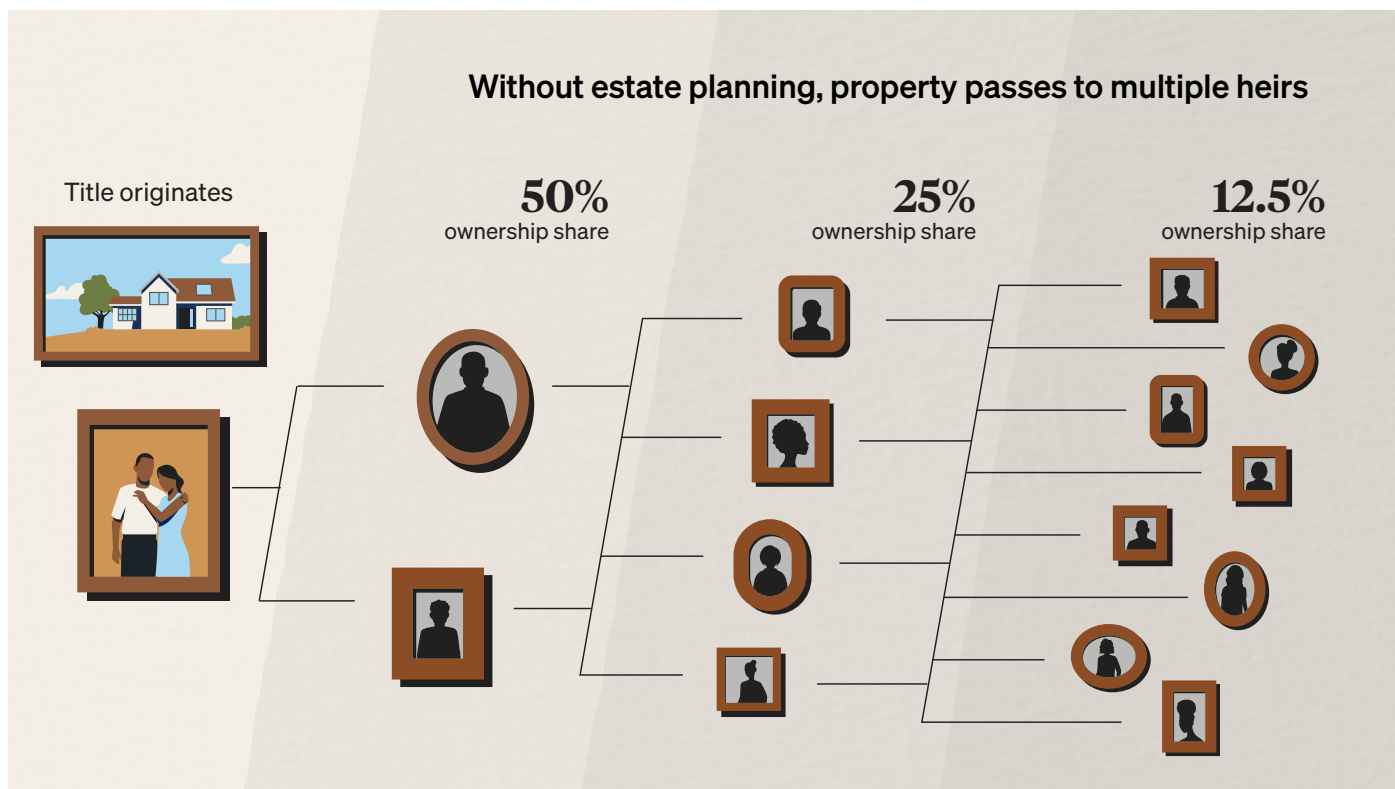 Without estate planning, property passes to multiple heirs
Title originates
50%
ownership share
25%
ownership share
12.5%
ownership share